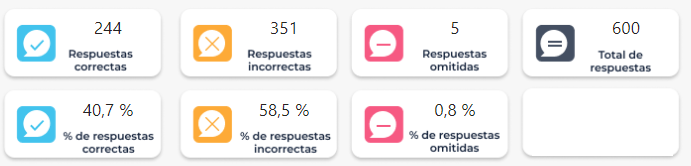 244
Respuestas
correctas
351
Respuestas
incorrectas
5
Respuestas
omitidas
600
Total de
respuestas
40,7 %
% de respuestas
correctas
58,5 %
% de respuestas
incorrectas
0,8 %
% de respuestas
omitidas